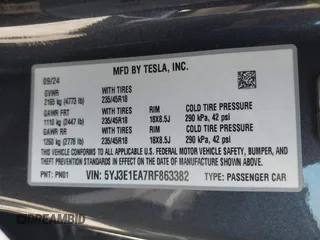 MFD BY TESLA, INC.
09/24
GVWR WITH TIRES
2165 kg (4773 lb) 235/45R18
GAWR FRT WITH TIRES RIM COLD TIRE PRESSURE
1110 kg (2447 lb) 235/45R18 18X8.5J 290 kPa, 42 psi
GAWR RR WITH TIRES RIM COLD TIRE PRESSURE
1260 kg (2778 lb) 235/45R18 18X8.5J 290 kPa, 42 psi
THIS VEHICLE CONFORMS TO ALL APPLICABLE U.S.
FEDERAL MOTOR VEHICLE SAFETY, BUMPER, AND
THEFT PREVENTION STANDARDS IN EFFECT ON THE
DATE OF MANUFACTURE SHOWN ABOVE.
PNT: PN01 VIN: 5YJ3E1EA7RF863382 TYPE: PASSENGER CAR
DREAMBID